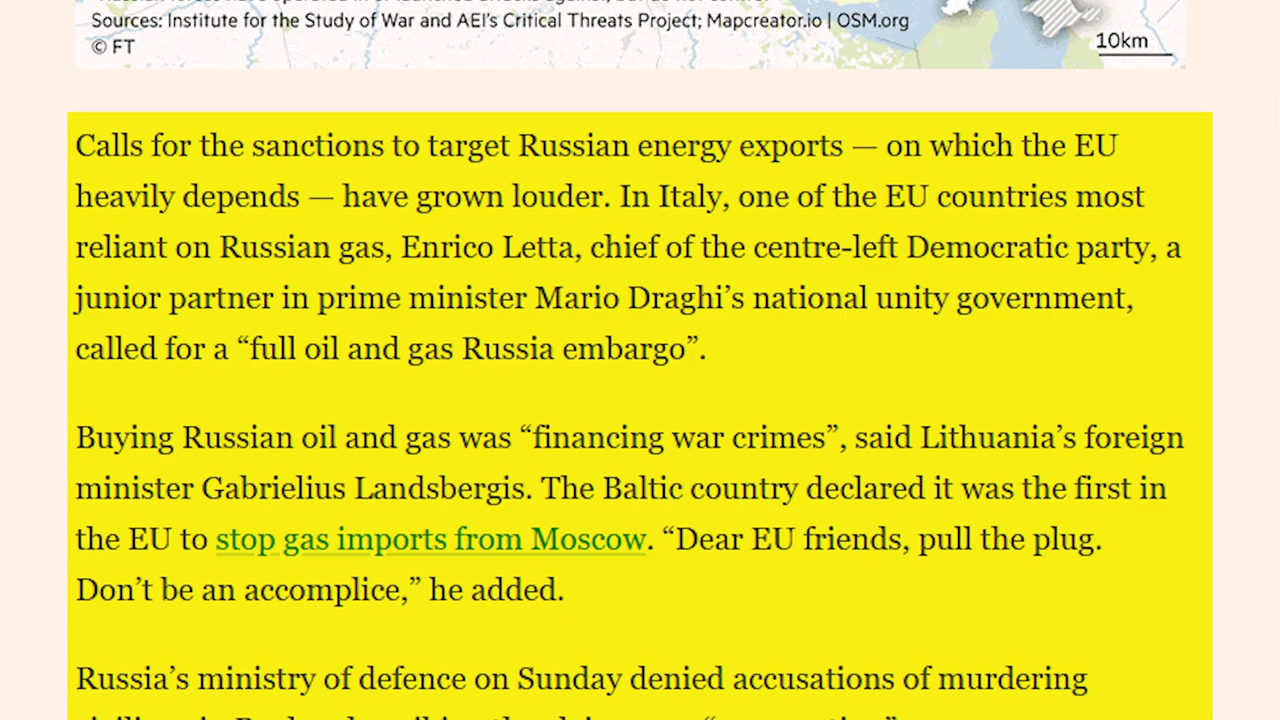 Sources: Institute for the Study of War and AEI's Critical Threats Project; Mapcreator.io | OSM.org
© FT
10km
Calls for the sanctions to target Russian energy exports — on which the EU
heavily depends — have grown louder. In Italy, one of the EU countries most
reliant on Russian gas, Enrico Letta, chief of the centre-left Democratic party, a
junior partner in prime minister Mario Draghi’s national unity government,
called for a “full oil and gas Russia embargo”.
Buying Russian oil and gas was “financing war crimes”, said Lithuania’s foreign
minister Gabrielius Landsbergis. The Baltic country declared it was the first in
the EU to stop gas imports from Moscow. “Dear EU friends, pull the plug.
Don’t be an accomplice,” he added.
Russia’s ministry of defence on Sunday denied accusations of murdering